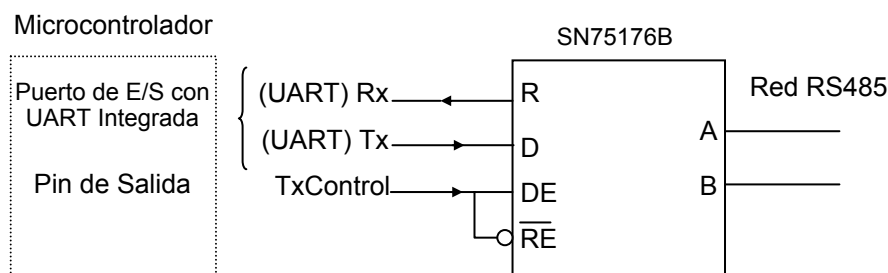 Microcontrolador
SN75176B
Puerto de E/S con
UART Integrada
(UART) Rx
R
Red RS485
(UART) Tx
D
A
Pin de Salida
TxControl
DE
B
RE